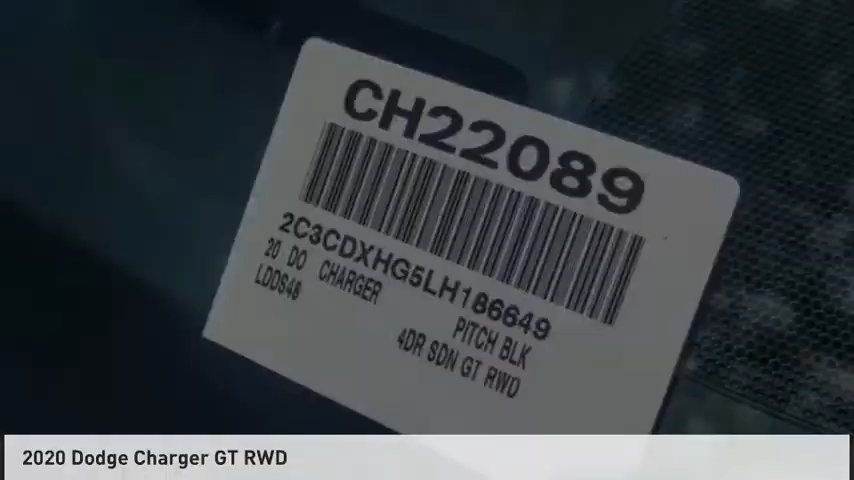 CH22089
2C3CDXHG5LH186649
20 DO CHARGER
PITCH BLK
LDDS48
4DR SDN GT RWD
2020 Dodge Charger GT RWD